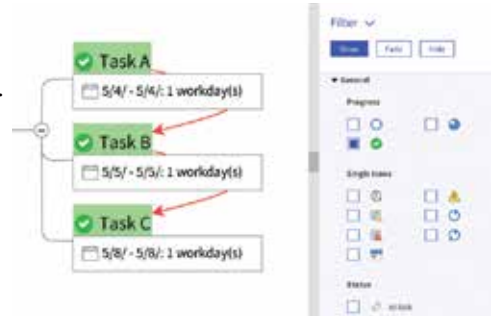 Task A
5/4/ - 5/4/: 1 workday(s)
Task B
5/5/ - 5/5/: 1 workday(s)
Task C
5/8/ - 5/8/: 1 workday(s)
Filter
Show
Fade
Hide
General
Progress
Single Icons
Status